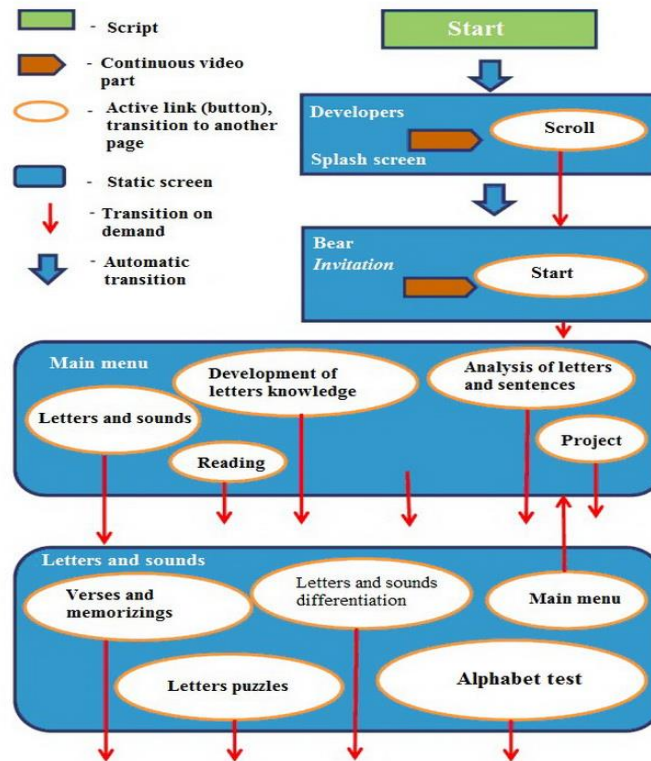 - Script
- Continuous video
part
- Active link (button),
transition to another
page
- Static screen
- Transition on
demand
- Automatic
transition
Start
Developers
Scroll
Splash screen
Bear
Invitation
Start
Main menu
Development of
letters knowledge
Analysis of letters
and sentences
Letters and sounds
Reading
Project
Letters and sounds
Verses and
memorizings
Letters and sounds
differentiation
Main menu
Letters puzzles
Alphabet test